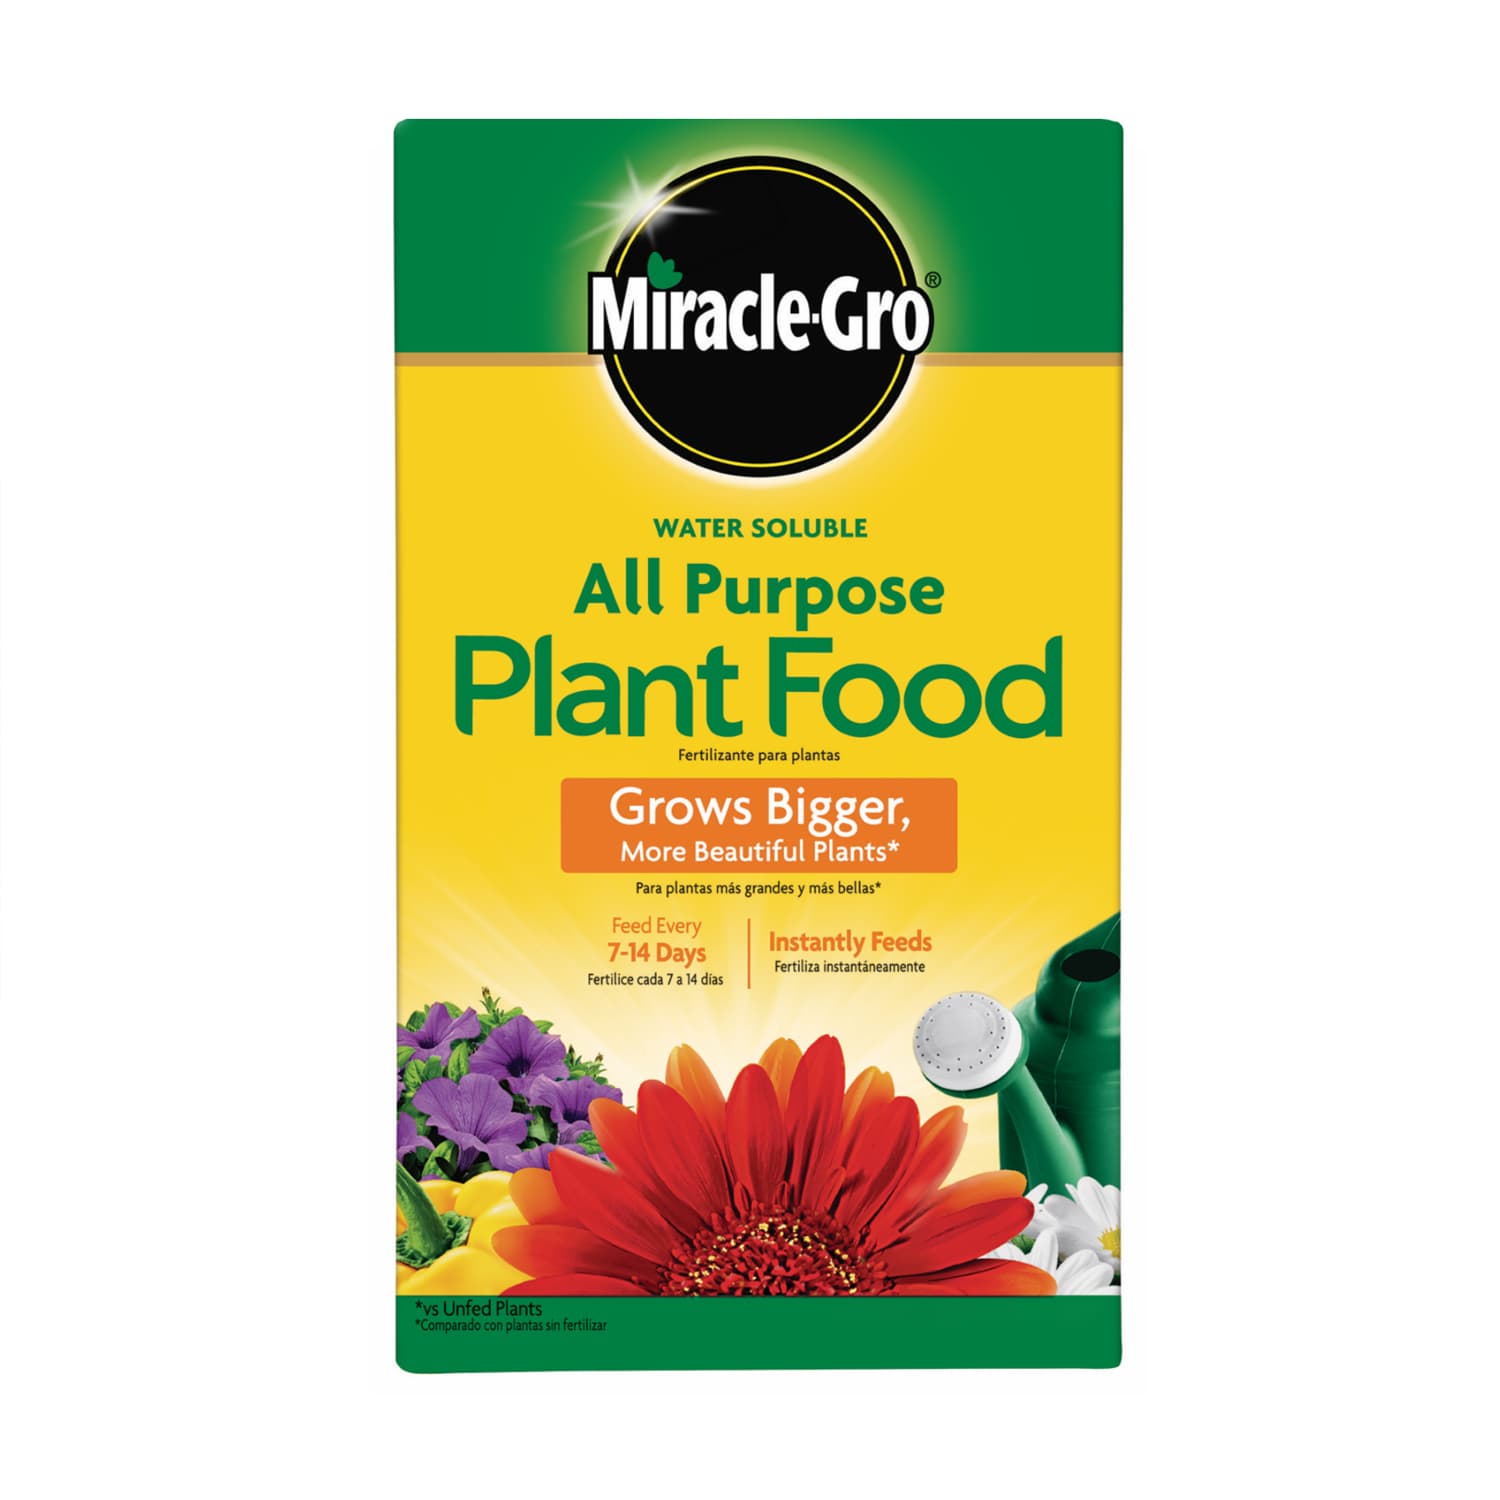 Miracle-Gro®
WATER SOLUBLE
All Purpose
Plant Food
Fertilizante para plantas
Grows Bigger,
More Beautiful Plants*
Para plantas más grandes y más bellas*
Feed Every
7-14 Days
Fertilice cada 7 a 14 días
Instantly Feeds
Fertiliza instantáneamente
*vs Unfed Plants
*Comparado con plantas sin fertilizar